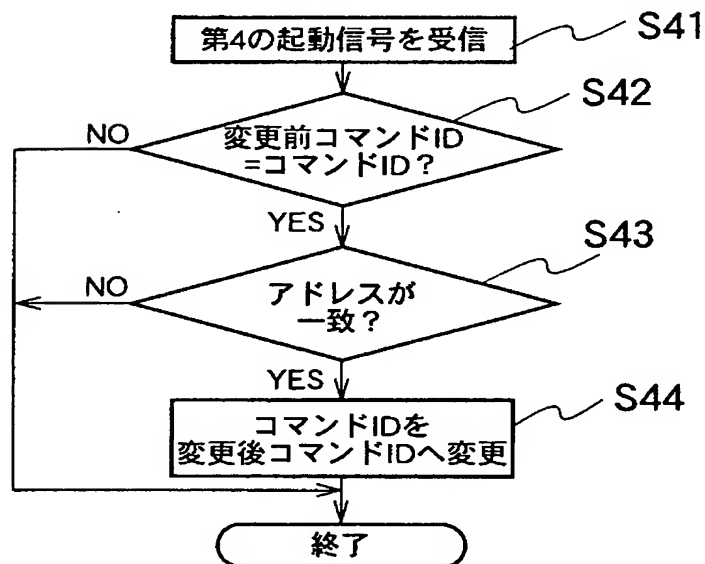 第4の起動信号を受信
S41
S42
NO
変更前コマンドID
=コマンドID?
YES
S43
NO
アドレスが
一致?
YES
S44
コマンドIDを
変更後コマンドIDへ変更
終了